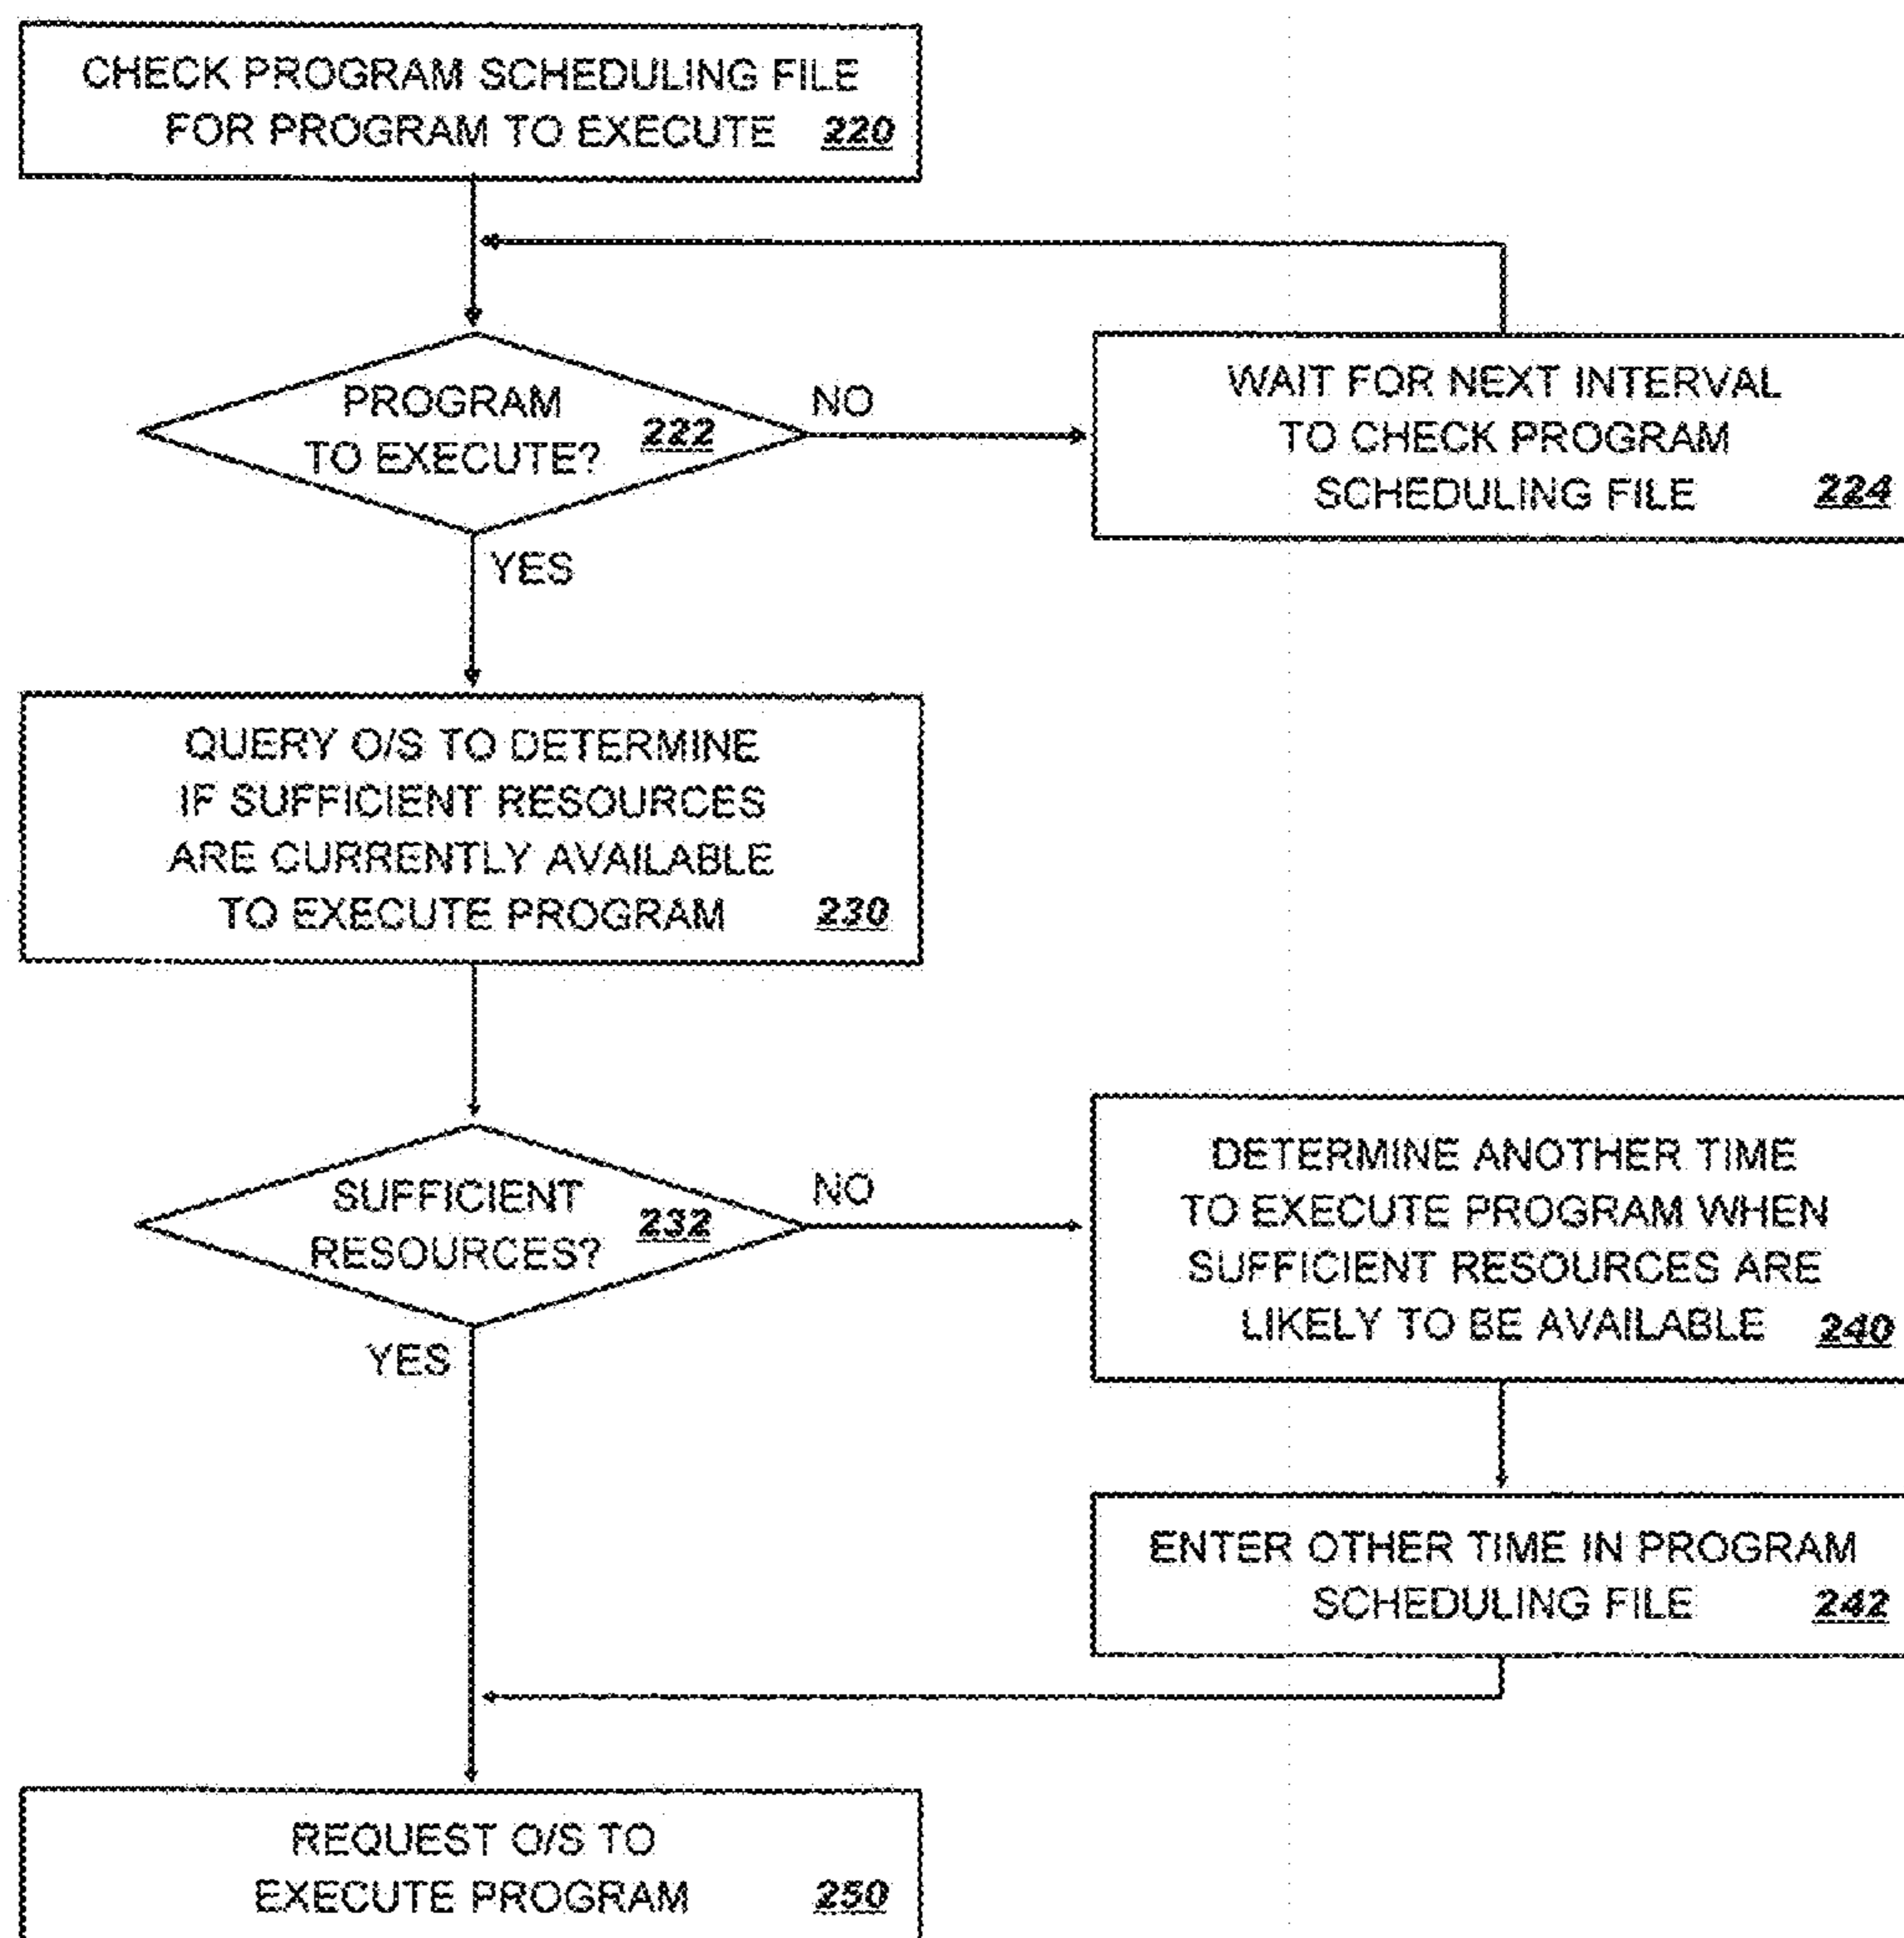 CHECK PROGRAM SCHEDULING FILE
FOR PROGRAM TO EXECUTE 220
PROGRAM
TO EXECUTE? 222
NO
YES
WAIT FOR NEXT INTERVAL
TO CHECK PROGRAM
SCHEDULING FILE 224
QUERY O/S TO DETERMINE
IF SUFFICIENT RESOURCES
ARE CURRENTLY AVAILABLE
TO EXECUTE PROGRAM 230
SUFFICIENT
RESOURCES? 232
NO
YES
DETERMINE ANOTHER TIME
TO EXECUTE PROGRAM WHEN
SUFFICIENT RESOURCES ARE
LIKELY TO BE AVAILABLE 240
ENTER OTHER TIME IN PROGRAM
SCHEDULING FILE 242
REQUEST O/S TO
EXECUTE PROGRAM 250